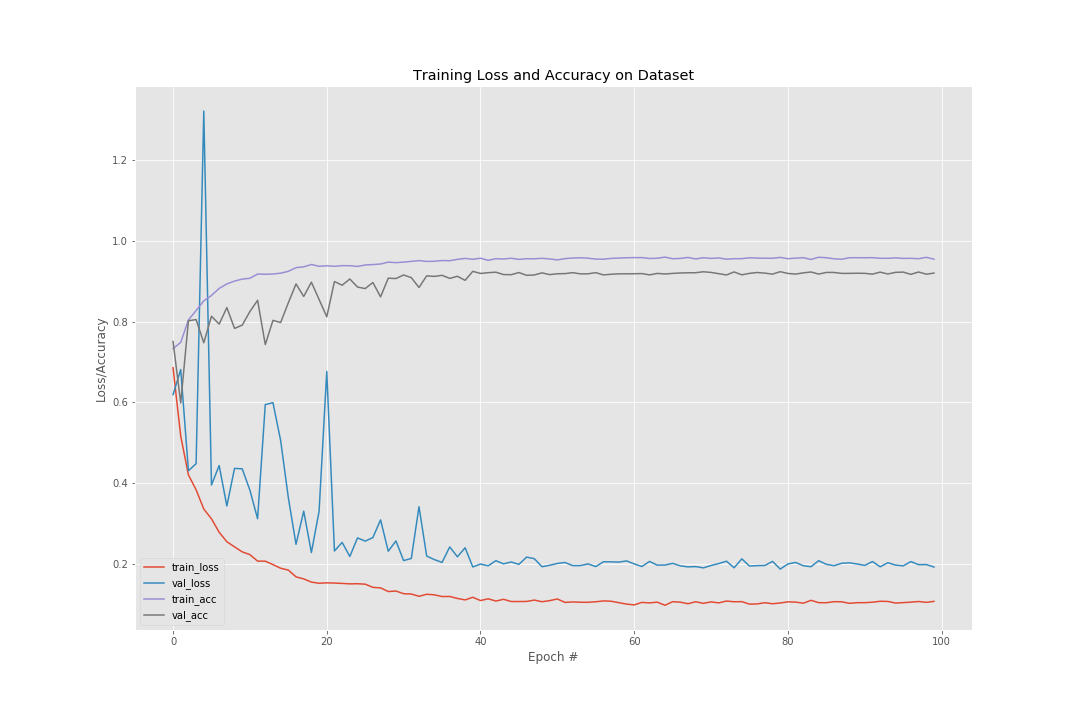 Training Loss and Accuracy on Dataset
Loss/Accuracy
1.2
1.0
0.8
0.6
0.4
0.2
train_loss
val_loss
train_acc
val_acc
0 20 40 60 80 100
Epoch #